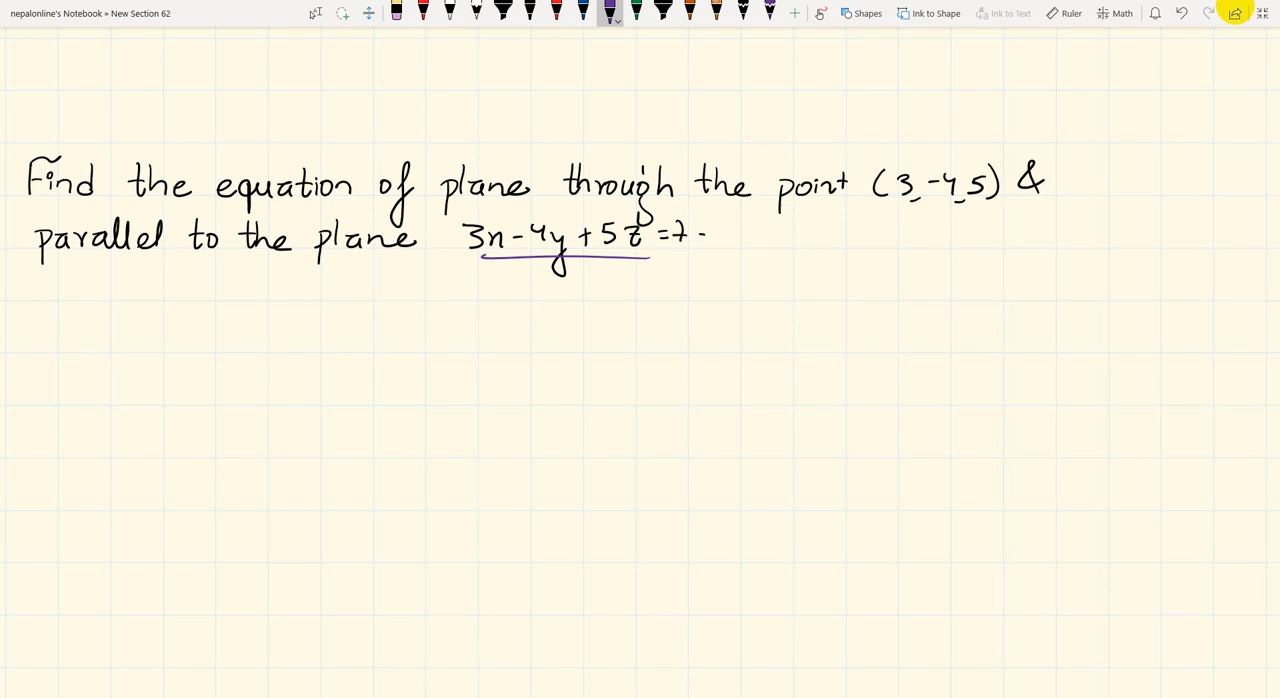 nepalonline's Notebook » New Section 62
Shapes Ink to Shape Ink to Text Ruler Math
Find the equation of plane through the point (3, -4, 5) &
parallel to the plane 3x - 4y + 5z = 7.